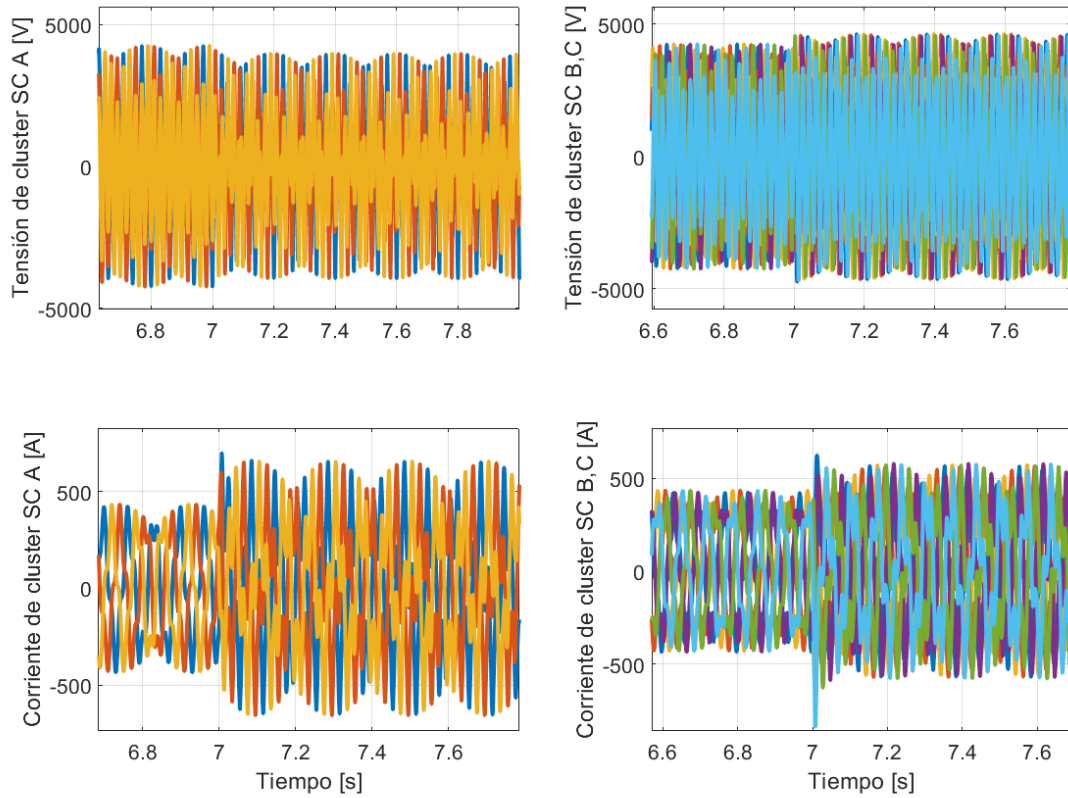 Tensión de cluster SC A [V]
5000
0
-5000
6.8 7 7.2 7.4 7.6 7.8
Tensión de cluster SC B,C [V]
5000
0
-5000
6.6 6.8 7 7.2 7.4 7.6
Corriente de cluster SC A [A]
500
0
-500
6.8 7 7.2 7.4 7.6
Tiempo [s]
Corriente de cluster SC B,C [A]
500
0
-500
6.6 6.8 7 7.2 7.4 7.6
Tiempo [s]